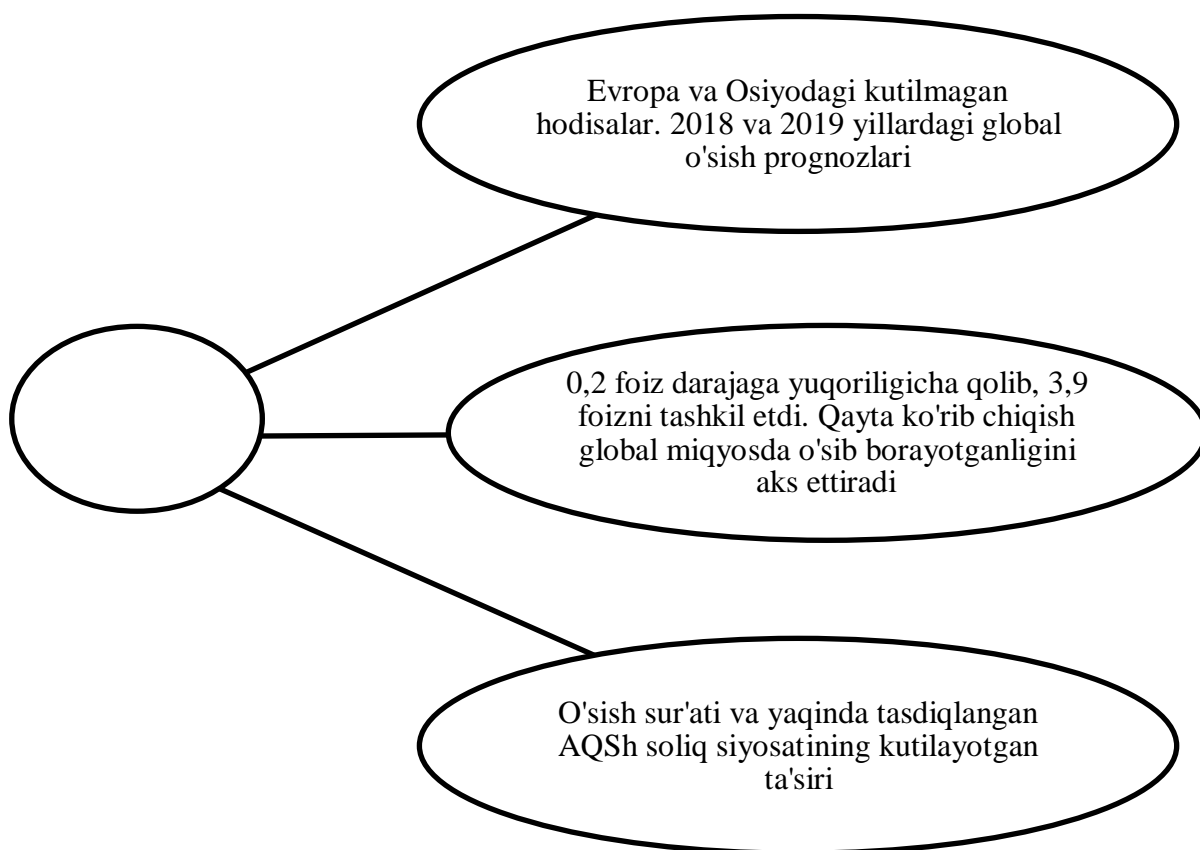 Evropa va Osiyodagi kutilmagan
hodisalar. 2018 va 2019 yillardagi global
o'sish prognozlari
0,2 foiz darajaga yuqoriligicha qolib, 3,9
foizni tashkil etdi. Qayta ko'rib chiqish
global miqyosda o'sib borayotganligini
aks ettiradi
O'sish sur'ati va yaqinda tasdiqlangan
AQSh soliq siyosatining kutilayotgan
ta'siri